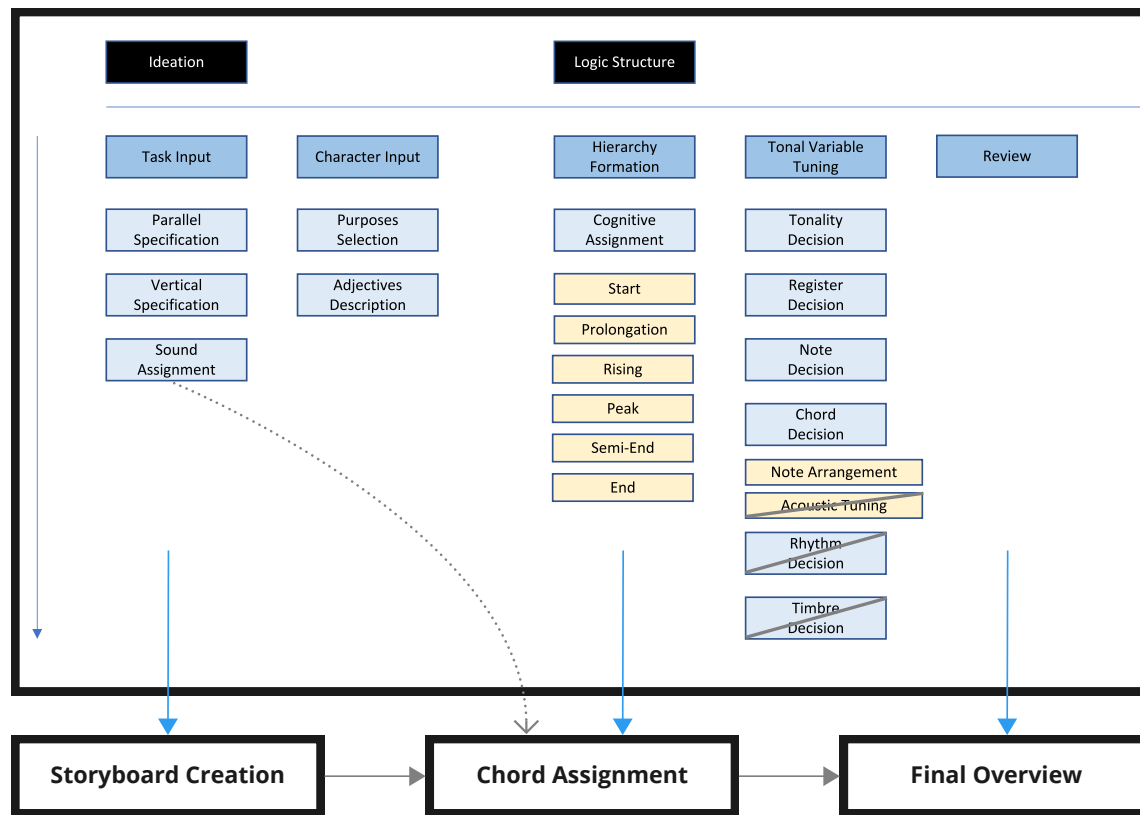 Ideation
Logic Structure
Task Input
Character Input
Hierarchy
Formation
Tonal Variable
Tuning
Review
Parallel
Specification
Purposes
Selection
Cognitive
Assignment
Tonality
Decision
Vertical
Specification
Adjectives
Description
Start
Register
Decision
Prolongation
Sound
Assignment
Rising
Note
Decision
Peak
Chord
Decision
Semi-End
Note Arrangement
End
Acoustic Tuning
Rhythm
Decision
Timbre
Decision
Storyboard Creation
Chord Assignment
Final Overview